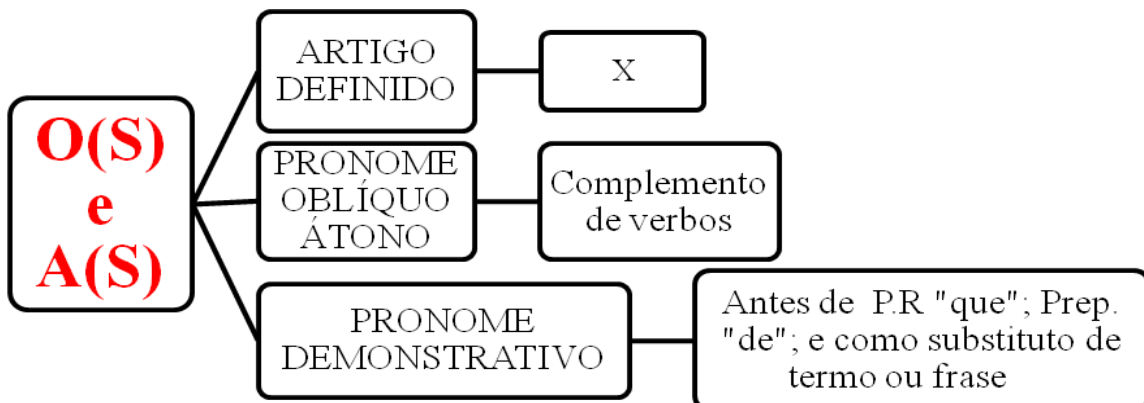 O(S)
e
A(S)
ARTIGO
DEFINIDO
X
PRONOME
OBLÍQUO
ÁTONO
Complemento
de verbos
PRONOME
DEMONSTRATIVO
Antes de P.R "que"; Prep.
"de"; e como substituto de
termo ou frase